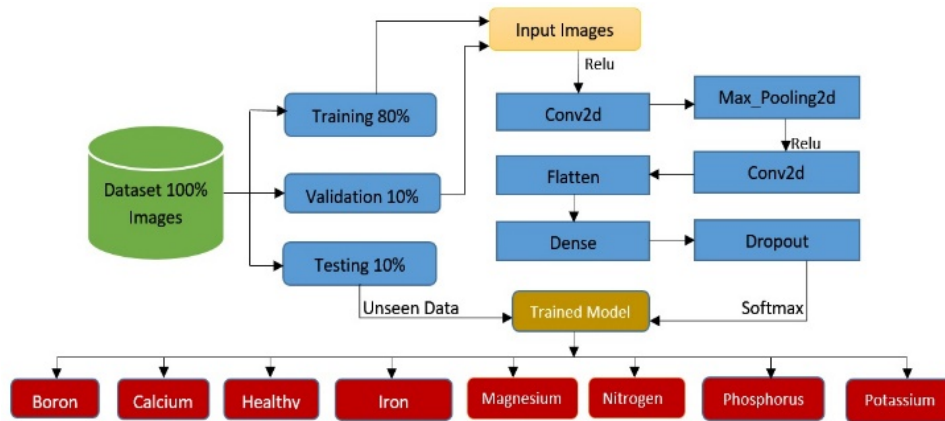 Input Images
Relu
Training 80%
Conv2d
Max_Pooling2d
Relu
Dataset 100%
Images
Validation 10%
Flatten
Conv2d
Testing 10%
Dense
Dropout
Unseen Data
Trained Model
Softmax
Boron
Calcium
Healthv
Iron
Magnesium
Nitrogen
Phosphorus
Potassium